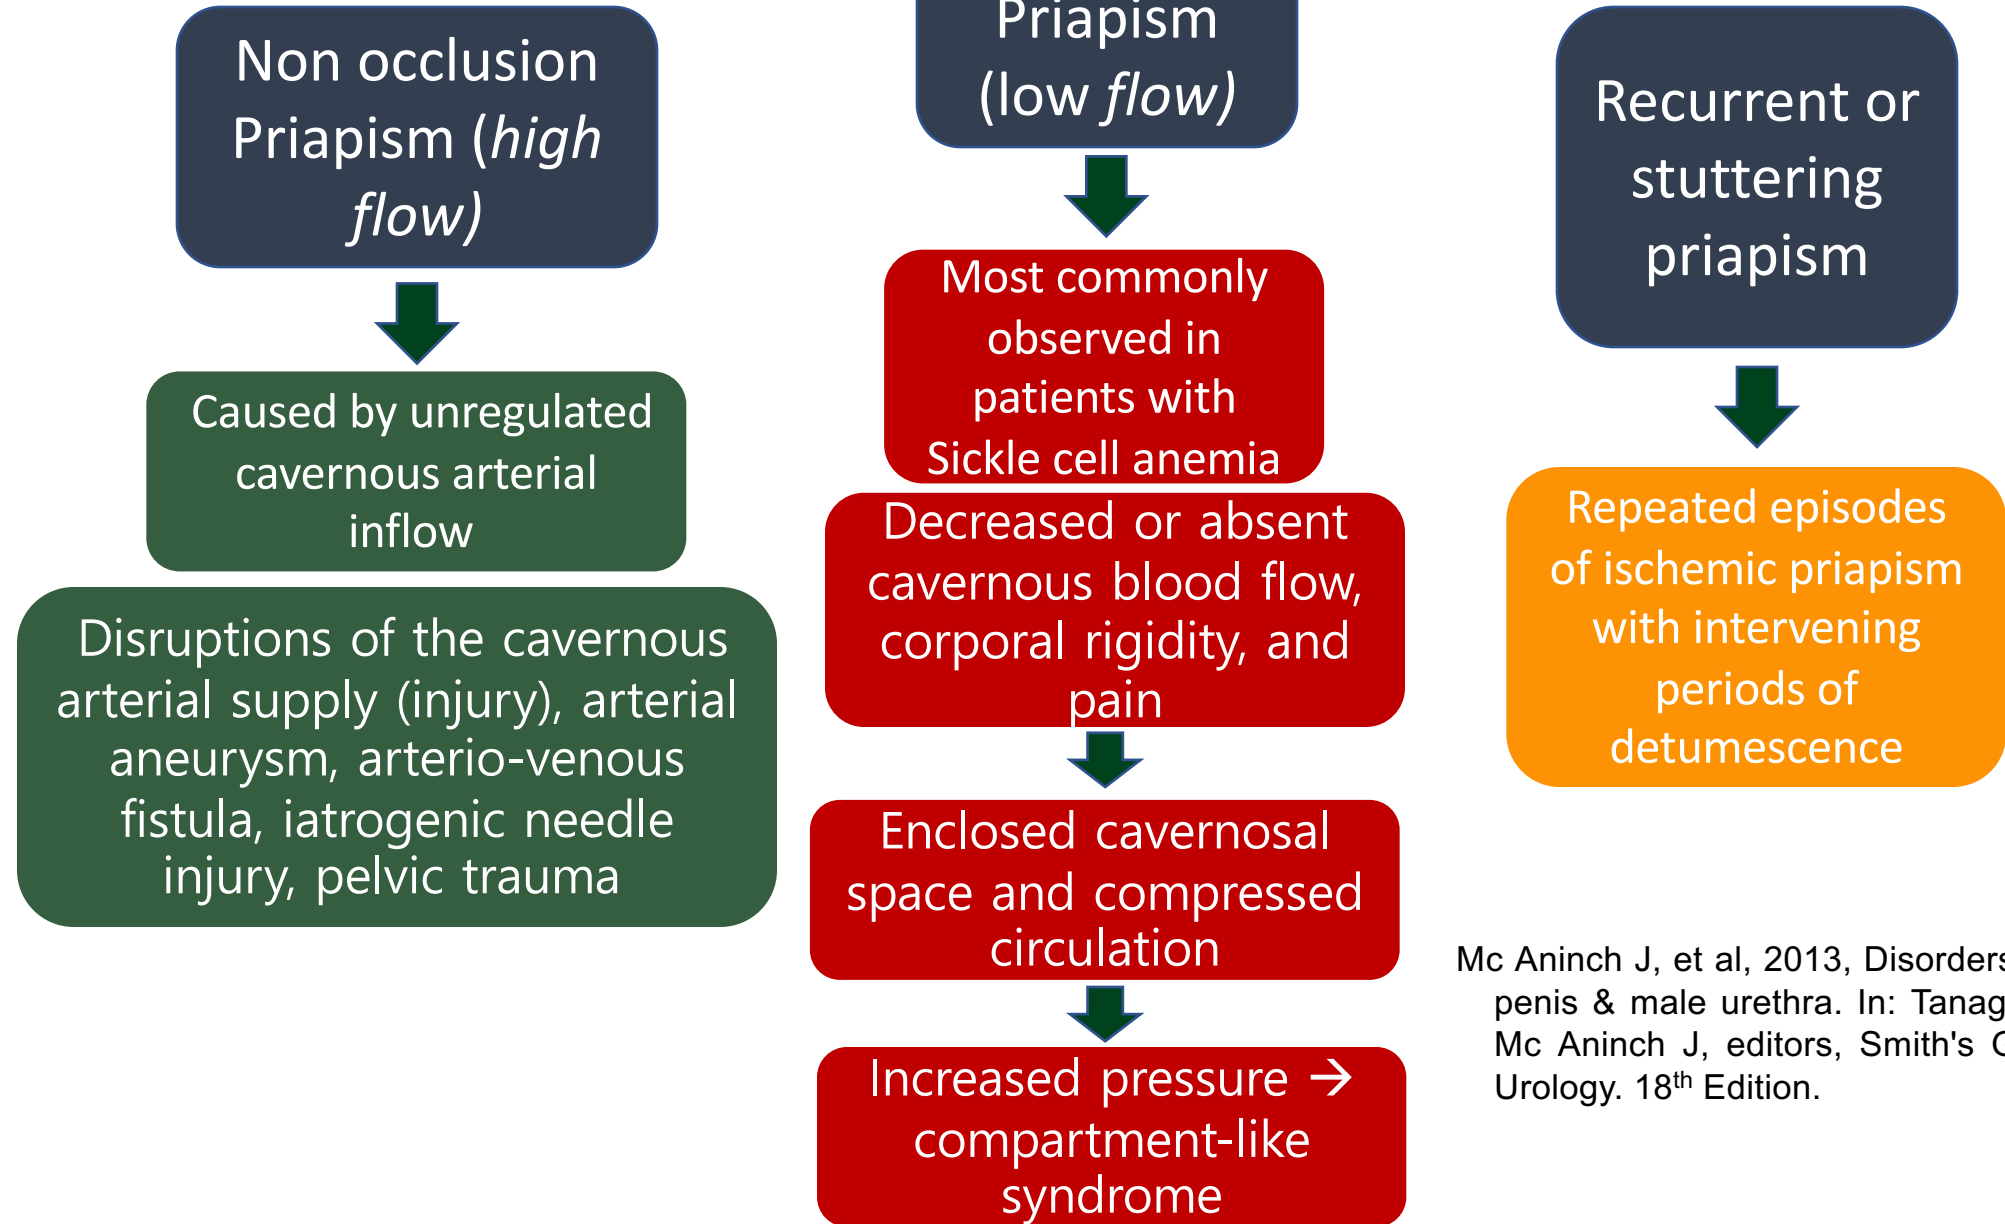 Non occlusion
Priapism (high
flow)
Caused by unregulated
cavernous arterial
inflow
Disruptions of the cavernous
arterial supply (injury), arterial
aneurysm, arterio-venous
fistula, iatrogenic needle
injury, pelvic trauma
Priapism
(low flow)
Most commonly
observed in
patients with
Sickle cell anemia
Decreased or absent
cavernous blood flow,
corporal rigidity, and
pain
Enclosed cavernosal
space and compressed
circulation
Increased pressure →
compartment-like
syndrome
Recurrent or
stuttering
priapism
Repeated episodes
of ischemic priapism
with intervening
periods of
detumescence
Mc Aninch J, et al, 2013, Disorders
penis & male urethra. In: Tanag
Mc Aninch J, editors, Smith's
Urology. 18th Edition.